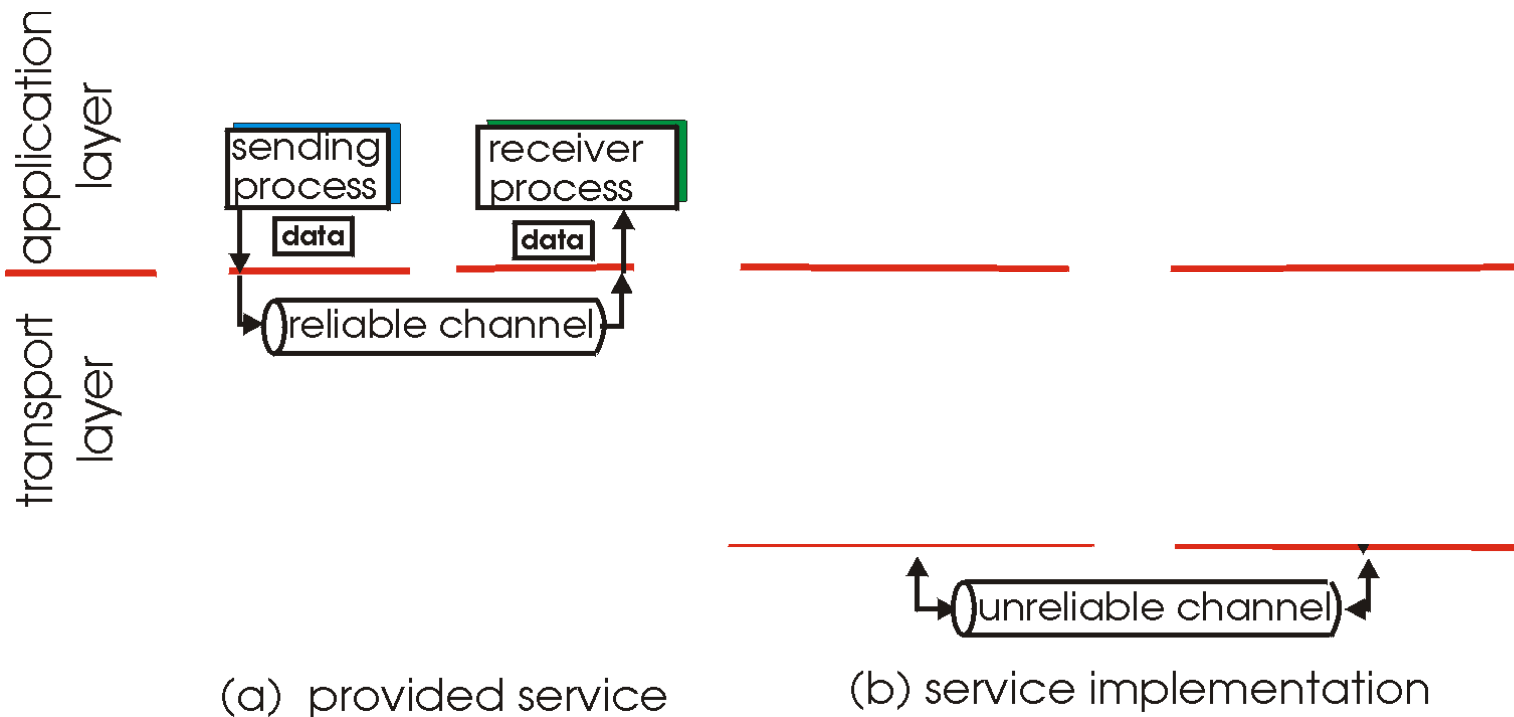 application
layer
sending
process
data
receiver
process
data
reliable channel
transport
layer
unreliable channel
(a) provided service
(b) service implementation